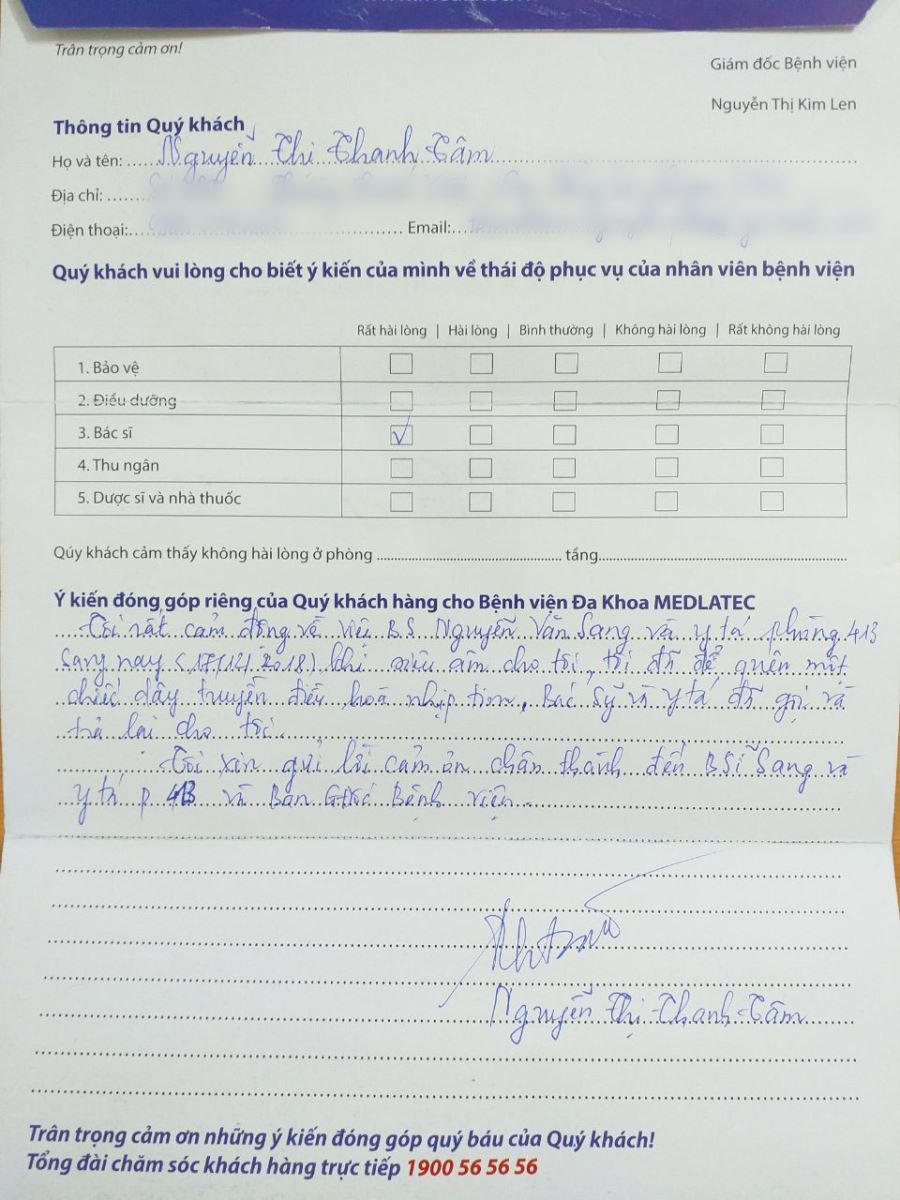 Trân trọng cảm ơn!
Giám đốc Bệnh viện
Nguyễn Thị Kim Len
Thông tin Quý khách
Họ và tên: Nguyễn Thị Thanh Tâm
Địa chỉ:
Điện thoại: Email:
Quý khách vui lòng cho biết ý kiến của mình về thái độ phục vụ của nhân viên bệnh viện
Rất hài lòng | Hài lòng | Bình thường | Không hài lòng | Rất không hài lòng
1. Bảo vệ
2. Điều dưỡng
3. Bác sĩ
4. Thu ngân
5. Dược sĩ và nhà thuốc
Qúy khách cảm thấy không hài lòng ở phòng ........ tầng........
Ý kiến đóng góp riêng của Quý khách hàng cho Bệnh viện Đa Khoa MEDLATEC
Tôi rất cảm động về việc B.S Nguyễn Văn Sang và y tá phòng 413
sáng nay (17/12/2018) khi siêu âm cho tôi, tôi đã để quên một
chiếc dây truyền điều hoà nhịp tim, Bác sỹ và y tá đã gọi và
trả lại cho tôi.
Tôi xin gửi lời cảm ơn chân thành đến BSĩ Sang và
y tá p 413 và Ban GĐốc Bệnh viện.
Nguyễn Thị Thanh Tâm
Trân trọng cảm ơn những ý kiến đóng góp quý báu của Quý khách!
Tổng đài chăm sóc khách hàng trực tiếp 1900 56 56 56